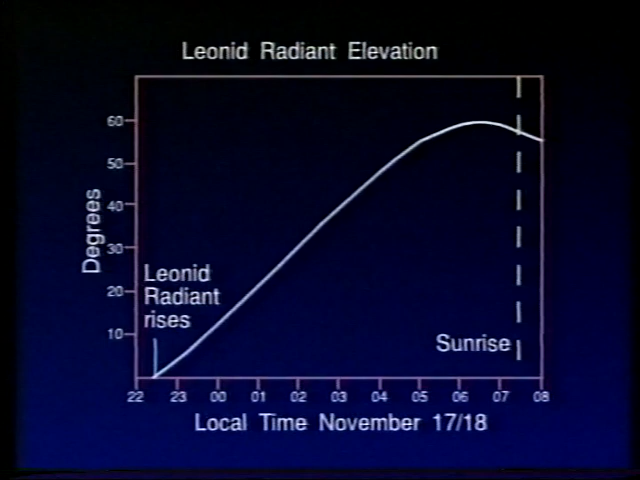 Leonid Radiant Elevation
Degrees
60
50
40
30
20
10
Leonid
Radiant
rises
Sunrise
22 23 00 01 02 03 04 05 06 07 08
Local Time November 17/18